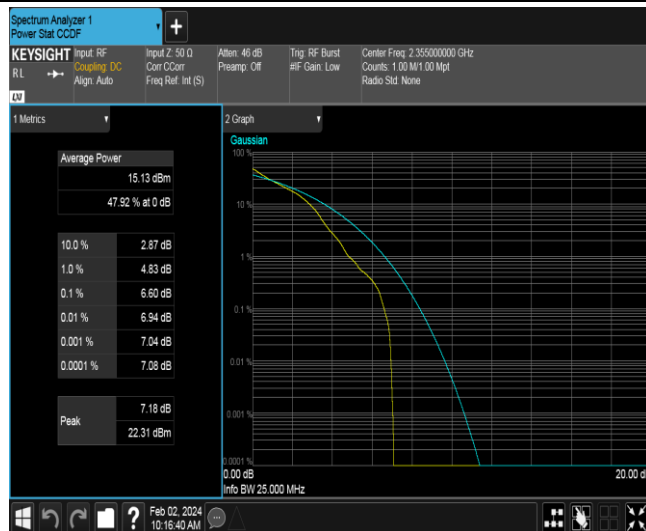 Spectrum Analyzer 1
Power Stat CCDF
KEYSIGHT
RL
Input: RF
Coupling: DC
Align: Auto
Input Z: 50 Ω
Corr CCorr
Freq Ref: Int (S)
Atten: 46 dB
Preamp: Off
Trig: RF Burst
#IF Gain: Low
Center Freq: 2.355000000 GHz
Counts: 1.00 M/1.00 Mpt
Radio Std: None
1 Metrics
Average Power
15.13 dBm
47.92 % at 0 dB
10.0 % 2.87 dB
1.0 % 4.83 dB
0.1 % 6.60 dB
0.01 % 6.94 dB
0.001 % 7.04 dB
0.0001 % 7.08 dB
Peak
7.18 dB
22.31 dBm
2 Graph
Gaussian
100 %
10 %
1 %
0.1 %
0.01 %
0.001 %
0.0001 %
0.00 dB
20.00 d
Info BW 25.000 MHz
?
Feb 02, 2024
10:16:40 AM